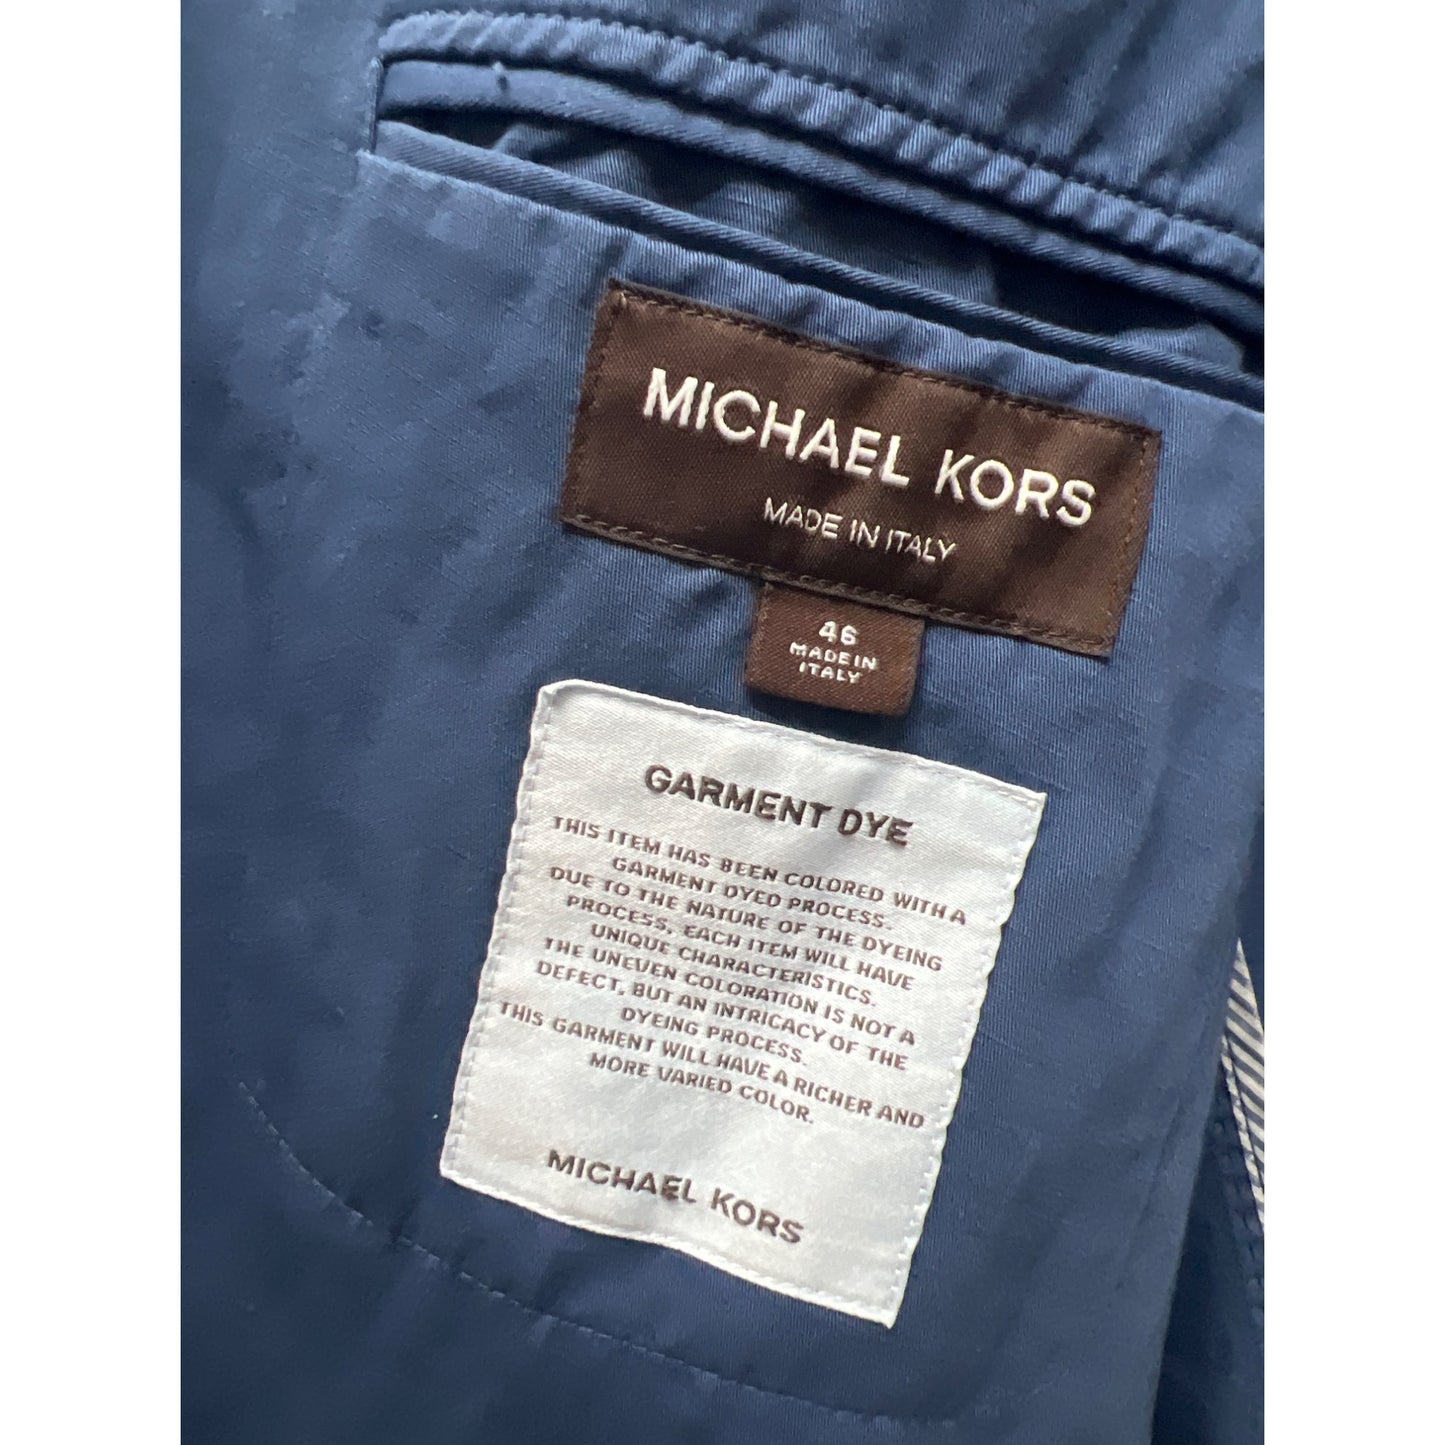 MICHAEL KORS
MADE IN ITALY
46
MADE IN
ITALY
GARMENT DYE
THIS ITEM HAS BEEN COLORED WITH A
GARMENT DYED PROCESS.
DUE TO THE NATURE OF THE DYEING
PROCESS, EACH ITEM WILL HAVE
UNIQUE CHARACTERISTICS.
THE UNEVEN COLORATION IS NOT A
DEFECT, BUT AN INTRICACY OF THE
DYEING PROCESS.
THIS GARMENT WILL HAVE A RICHER AND
MORE VARIED COLOR.
MICHAEL KORS